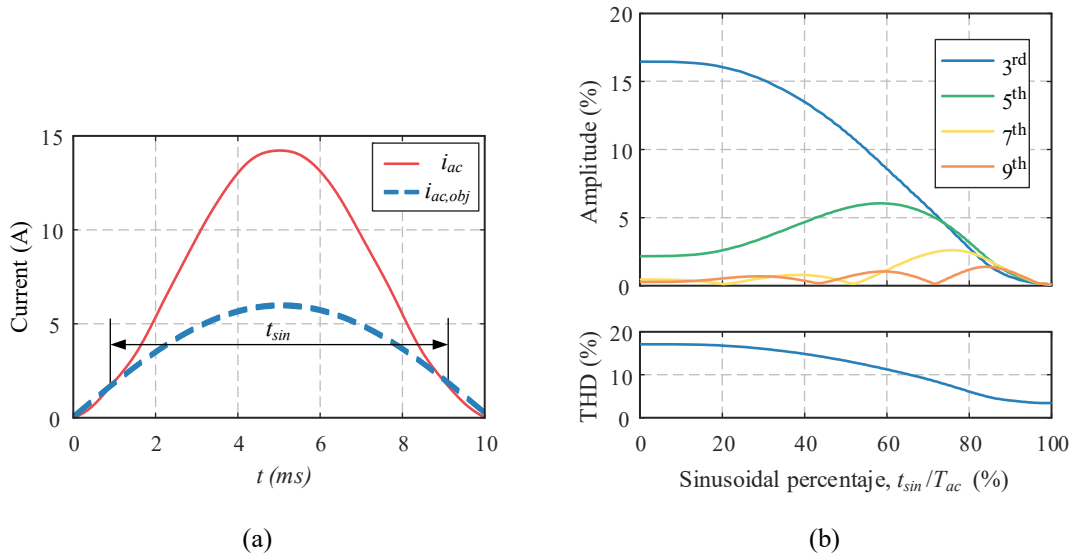 15
10
5
0
0 2 4 6 8 10
Current (A)
t (ms)
i_ac
i_ac,obj
t_sin
(a)
20
15
10
5
0
Amplitude (%)
3rd
5th
7th
9th
20
10
0
THD (%)
0 20 40 60 80 100
Sinusoidal percentaje, t_sin/T_ac (%)
(b)